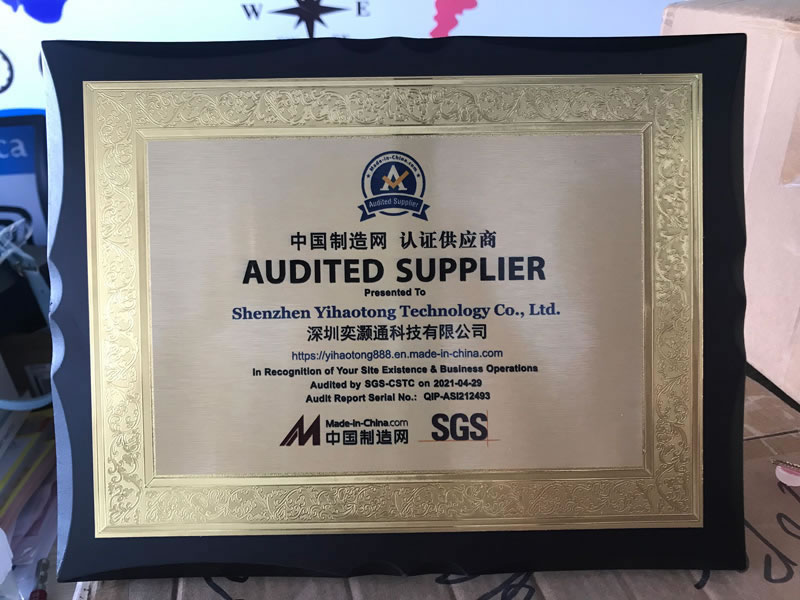 W E
ca
Made-in-China.com
Audited Supplier
中国制造网 认证供应商
AUDITED SUPPLIER
Presented To
Shenzhen Yihaotong Technology Co., Ltd.
深圳奕灏通科技有限公司
https://yihaotong888.en.made-in-china.com
In Recognition of Your Site Existence & Business Operations
Audited by SGS-CSTC on 2021-04-29
Audit Report Serial No.: QIP-ASI212493
Made-in-China.com
中国制造网
SGS